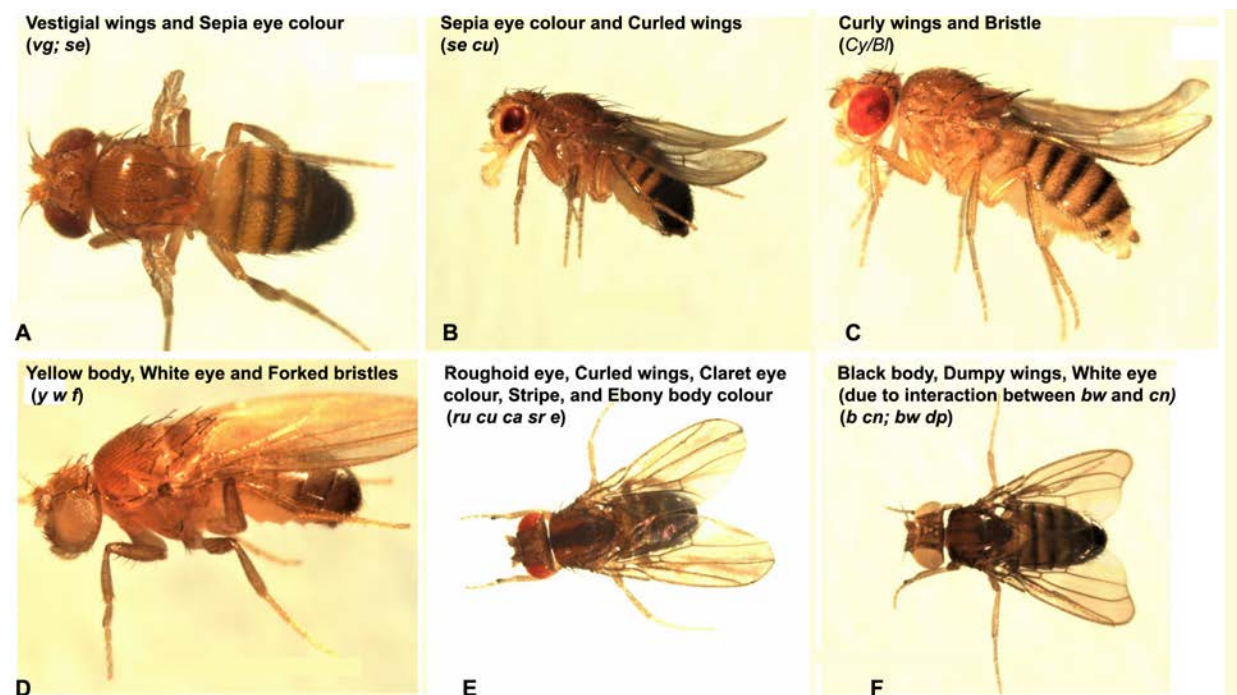 Vestigial wings and Sepia eye colour
(vg; se)
A
Sepia eye colour and Curled wings
(se cu)
B
Curly wings and Bristle
(Cy/Bl)
C
Yellow body, White eye and Forked bristles
(y w f)
D
Roughoid eye, Curled wings, Claret eye
colour, Stripe, and Ebony body colour
(ru cu ca sr e)
E
Black body, Dumpy wings, White eye
(due to interaction between bw and cn)
(b cn; bw dp)
F